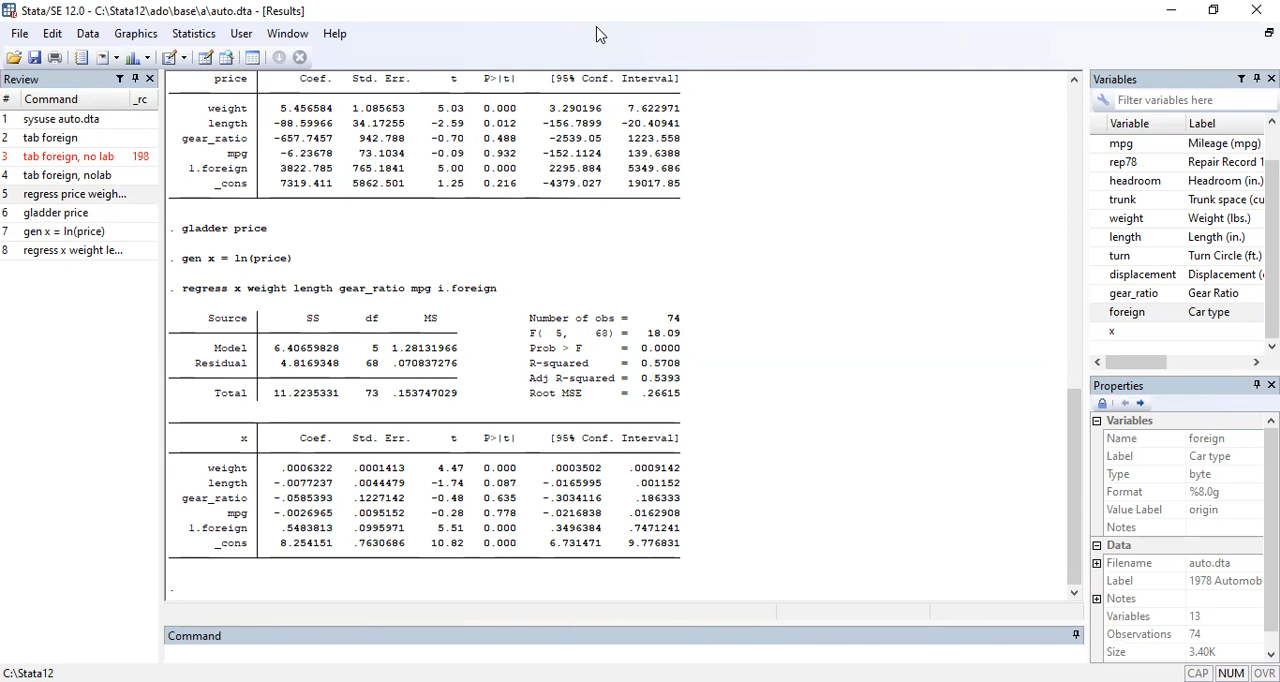 Stata/SE 12.0 - C:\Stata12\ado\base\a\auto.dta - [Results]
File Edit Data Graphics Statistics User Window Help
Review
# Command _rc
1 sysuse auto.dta
2 tab foreign
3 tab foreign, no lab 198
4 tab foreign, nolab
5 regress price weigh...
6 gladder price
7 gen x = ln(price)
8 regress x weight le...
price Coef. Std. Err. t P>|t| [95% Conf. Interval]
weight 5.456584 1.085653 5.03 0.000 3.290196 7.622971
length -88.59966 34.17255 -2.59 0.012 -156.7899 -20.40941
gear_ratio -657.7457 942.788 -0.70 0.488 -2539.05 1223.558
mpg -6.23678 73.1034 -0.09 0.932 -152.1124 139.6388
1.foreign 3822.785 765.1841 5.00 0.000 2295.884 5349.686
_cons 7319.411 5862.501 1.25 0.216 -4379.027 19017.85
. gladder price
. gen x = ln(price)
. regress x weight length gear_ratio mpg i.foreign
Source SS df MS Number of obs = 74
F( 5, 68) = 18.09
Model 6.40659828 5 1.28131966 Prob > F = 0.0000
Residual 4.8169348 68 .070837276 R-squared = 0.5708
Adj R-squared = 0.5393
Total 11.2235331 73 .153747029 Root MSE = .26615
x Coef. Std. Err. t P>|t| [95% Conf. Interval]
weight .0006322 .0001413 4.47 0.000 .0003502 .0009142
length -.0077237 .0044479 -1.74 0.087 -.0165995 .001152
gear_ratio -.0585393 .1227142 -0.48 0.635 -.3034116 .186333
mpg -.0026965 .0095152 -0.28 0.778 -.0216838 .0162908
1.foreign .5483813 .0995971 5.51 0.000 .3496384 .7471241
_cons 8.254151 .7630686 10.82 0.000 6.731471 9.776831
.
Command
Variables
Filter variables here
Variable Label
mpg Mileage (mpg)
rep78 Repair Record 1
headroom Headroom (in.)
trunk Trunk space (cu
weight Weight (lbs.)
length Length (in.)
turn Turn Circle (ft.)
displacement Displacement (
gear_ratio Gear Ratio
foreign Car type
x
Properties
Variables
Name foreign
Label Car type
Type byte
Format %8.0g
Value Label origin
Notes
Data
Filename auto.dta
Label 1978 Automob
Notes
Variables 13
Observations 74
Size 3.40K
C:\Stata12
CAP NUM OVR